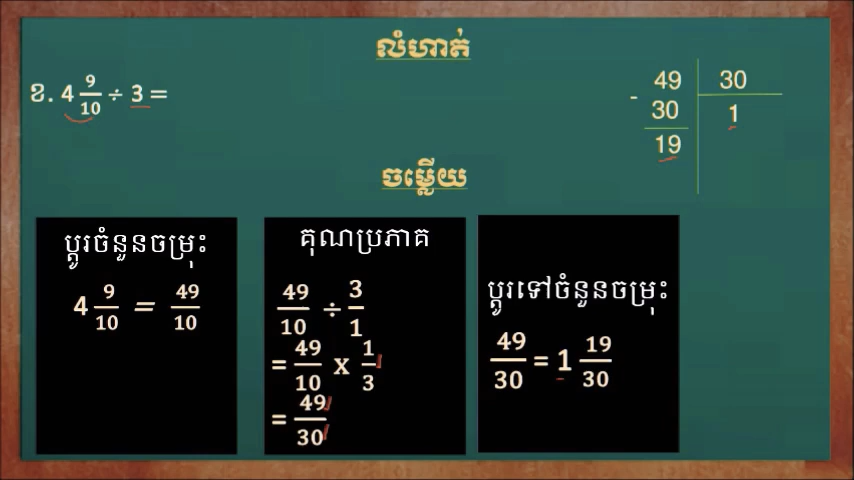 លំហាត់
ខ. 4 9/10 ÷ 3 =
49 30
- 30 1
19
ចម្លើយ
ប្តូរចំនួនចម្រុះ
4 9/10 = 49/10
គុណប្រភាគ
49/10 ÷ 3/1
= 49/10 x 1/3
= 49/30
ប្តូរទៅចំនួនចម្រុះ
49/30 = 1 19/30